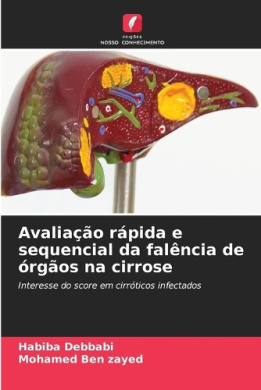 edições
NOSSO CONHECIMENTO
Avaliação rápida e
sequencial da falência de
órgãos na cirrose
Interesse do score em cirróticos infectados
Habiba Debbabi
Mohamed Ben zayed